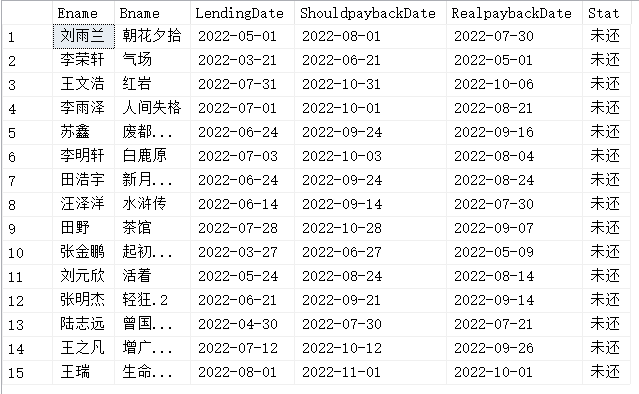 Ename Bname LendingDate ShouldpaybackDate RealpaybackDate Stat
1 刘雨兰 朝花夕拾 2022-05-01 2022-08-01 2022-07-30 未还
2 李荣轩 气场 2022-03-21 2022-06-21 2022-05-01 未还
3 王文浩 红岩 2022-07-31 2022-10-31 2022-10-06 未还
4 李雨泽 人间失格 2022-07-01 2022-10-01 2022-08-21 未还
5 苏鑫 废都... 2022-06-24 2022-09-24 2022-09-16 未还
6 李明轩 白鹿原 2022-07-03 2022-10-03 2022-08-04 未还
7 田浩宇 新月... 2022-06-24 2022-09-24 2022-08-24 未还
8 汪泽洋 水浒传 2022-06-14 2022-09-14 2022-07-30 未还
9 田野 茶馆 2022-07-28 2022-10-28 2022-09-07 未还
10 张金鹏 起初... 2022-03-27 2022-06-27 2022-05-09 未还
11 刘元欣 活着 2022-05-24 2022-08-24 2022-08-14 未还
12 张明杰 轻狂.2 2022-06-21 2022-09-21 2022-09-14 未还
13 陆志远 曾国... 2022-04-30 2022-07-30 2022-07-21 未还
14 王之凡 增广... 2022-07-12 2022-10-12 2022-09-26 未还
15 王瑞 生命... 2022-08-01 2022-11-01 2022-10-01 未还